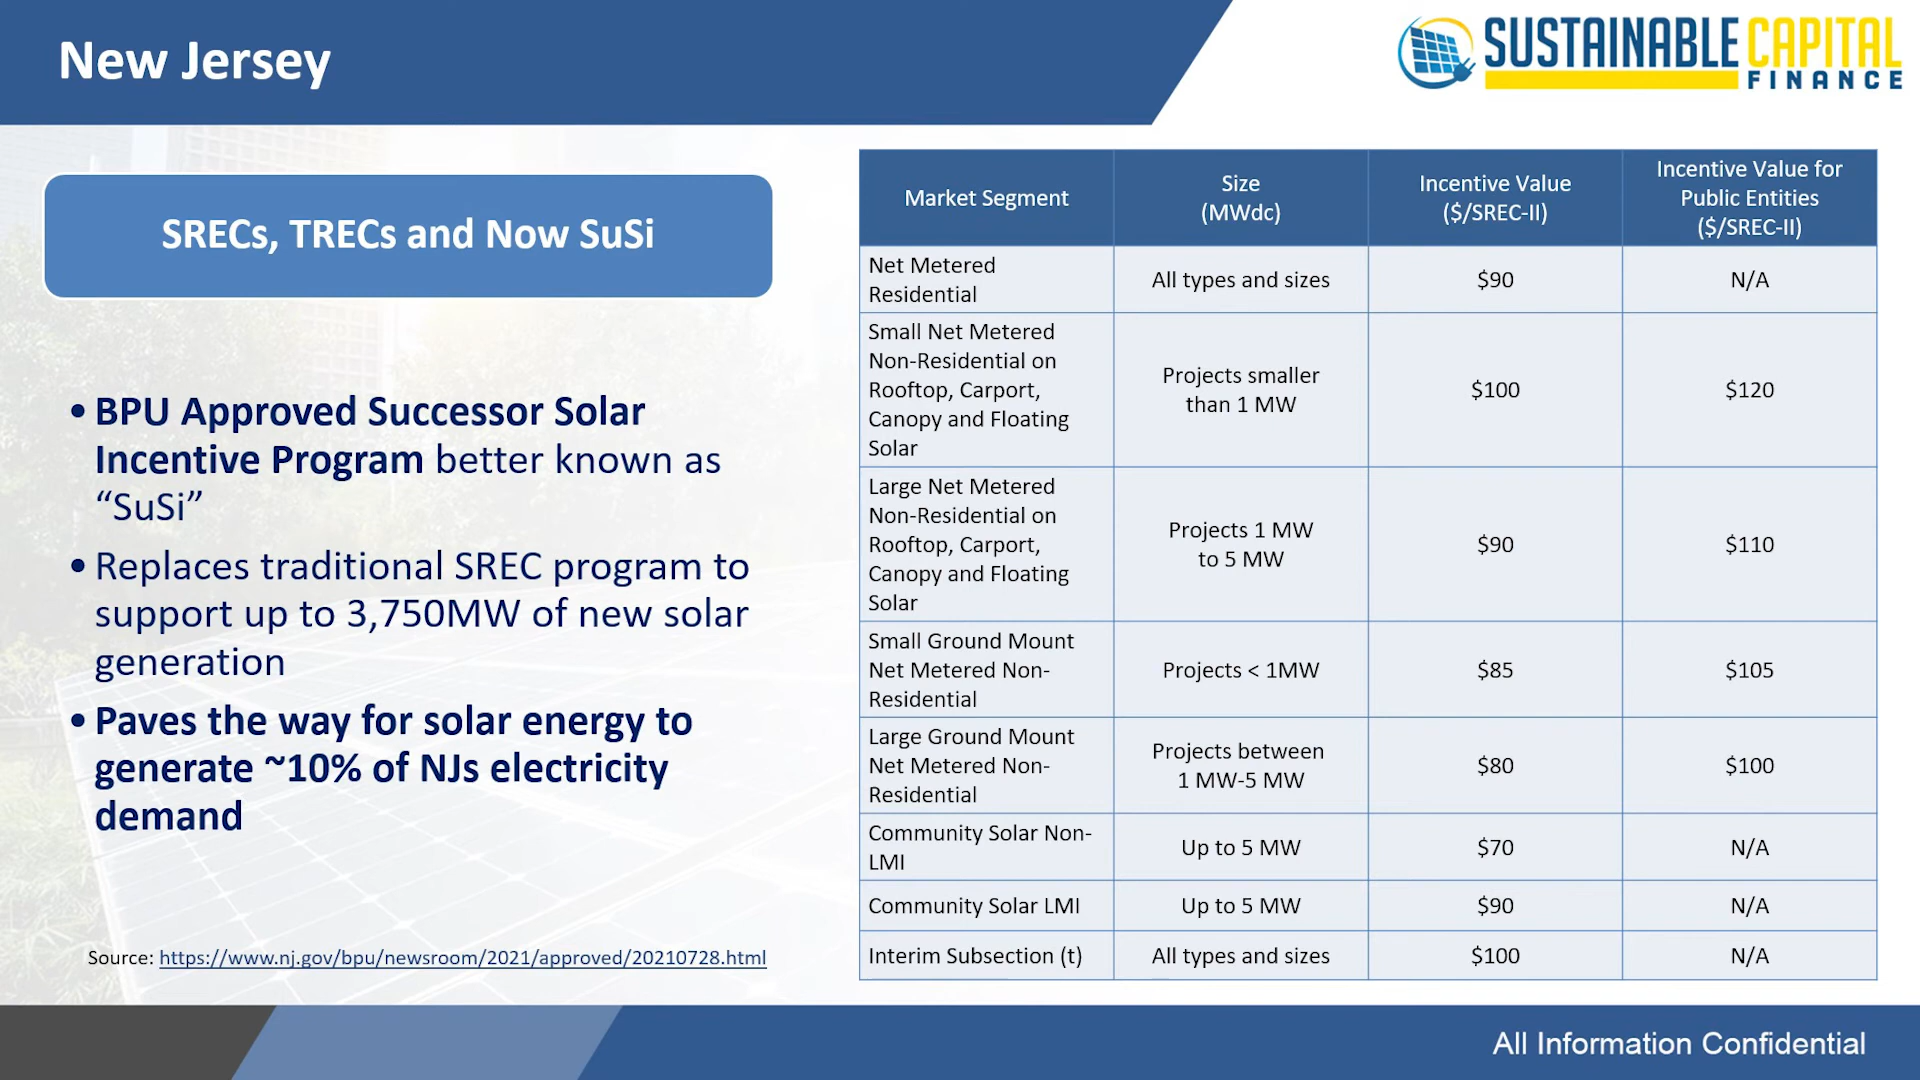 New Jersey
SUSTAINABLE CAPITAL
FINANCE
SRECs, TRECs and Now SuSi
•BPU Approved Successor Solar
Incentive Program better known as
“SuSi”
•Replaces traditional SREC program to
support up to 3,750MW of new solar
generation
•Paves the way for solar energy to
generate ~10% of NJs electricity
demand
Source: https://www.nj.gov/bpu/newsroom/2021/approved/20210728.html
Market Segment
Size
(MWdc)
Incentive Value
($/SREC-II)
Incentive Value for
Public Entities
($/SREC-II)
Net Metered
Residential
All types and sizes
$90
N/A
Small Net Metered
Non-Residential on
Rooftop, Carport,
Canopy and Floating
Solar
Projects smaller
than 1 MW
$100
$120
Large Net Metered
Non-Residential on
Rooftop, Carport,
Canopy and Floating
Solar
Projects 1 MW
to 5 MW
$90
$110
Small Ground Mount
Net Metered Non-
Residential
Projects < 1MW
$85
$105
Large Ground Mount
Net Metered Non-
Residential
Projects between
1 MW-5 MW
$80
$100
Community Solar Non-
LMI
Up to 5 MW
$70
N/A
Community Solar LMI
Up to 5 MW
$90
N/A
Interim Subsection (t)
All types and sizes
$100
N/A
All Information Confidential